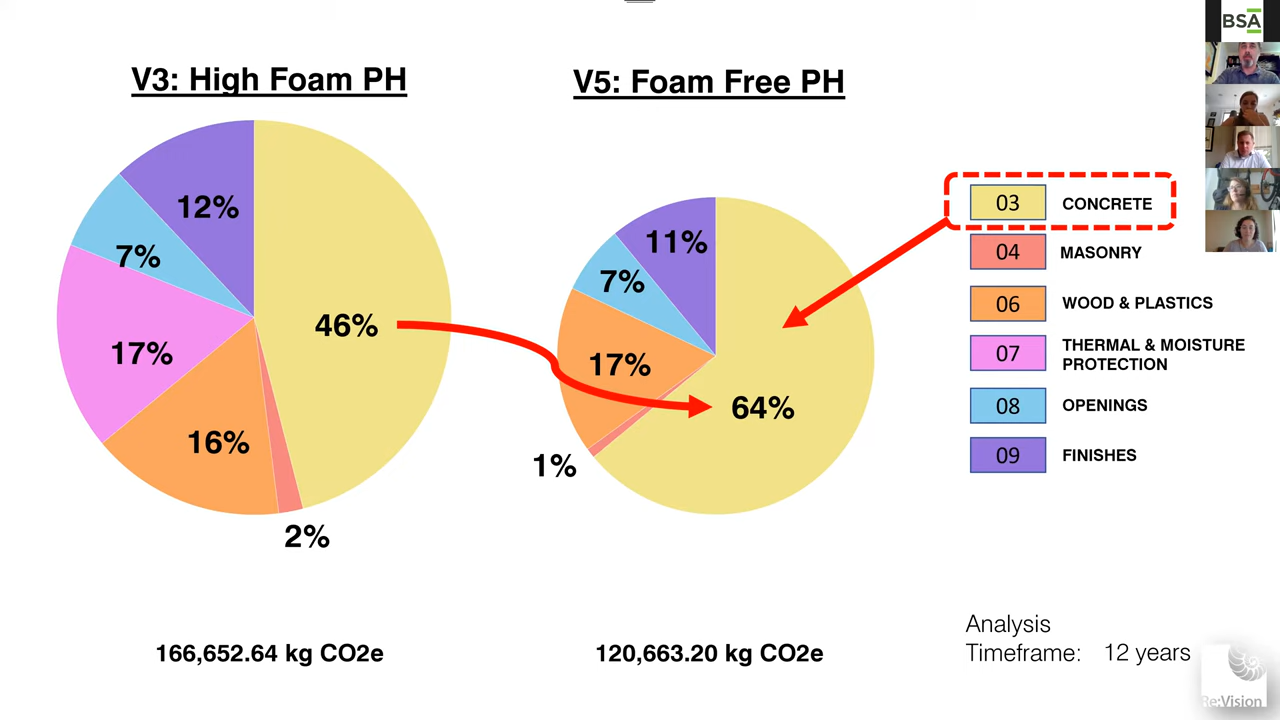 BSA
V3: High Foam PH
V5: Foam Free PH
12%
7%
17%
16%
2%
46%
11%
7%
17%
1%
64%
03 CONCRETE
04 MASONRY
06 WOOD & PLASTICS
07 THERMAL & MOISTURE
PROTECTION
08 OPENINGS
09 FINISHES
166,652.64 kg CO2e
120,663.20 kg CO2e
Analysis
Timeframe: 12 years
Re:Vision